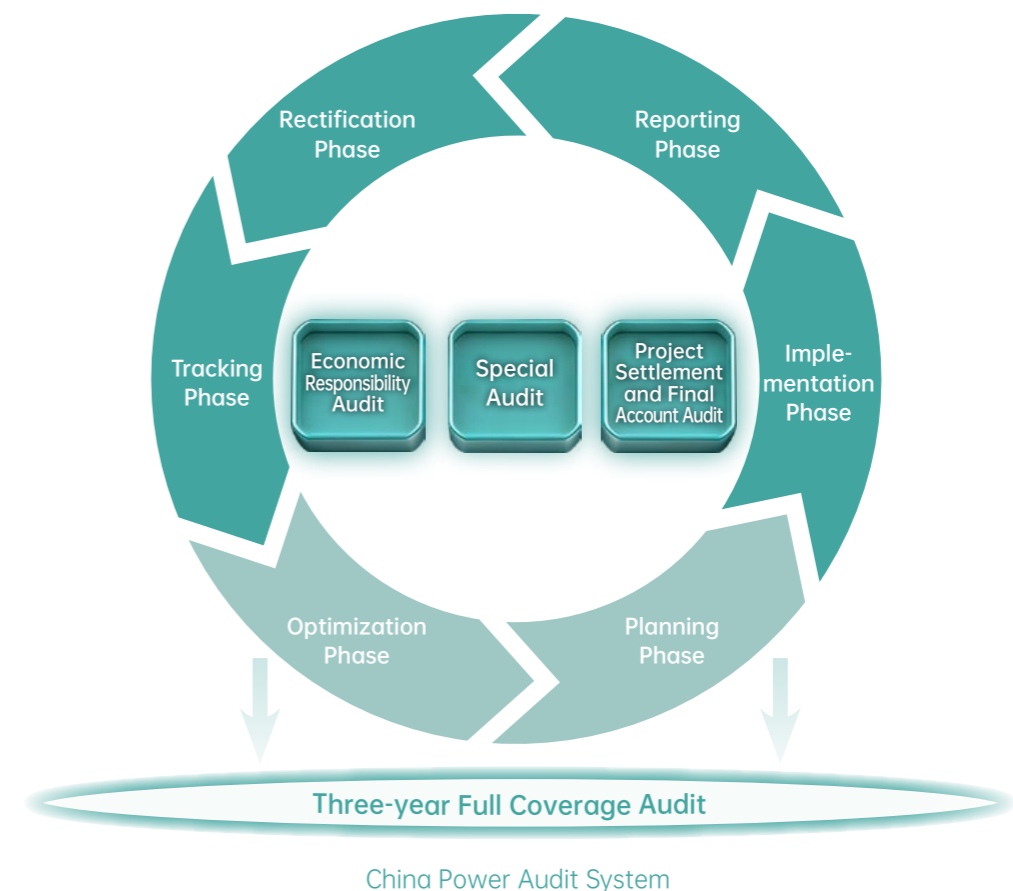 Rectification
Phase
Reporting
Phase
Tracking
Phase
Economic
Responsibility
Audit
Special
Audit
Project
Settlement
and Final
Account Audit
Imple-
mentation
Phase
Optimization
Phase
Planning
Phase
Three-year Full Coverage Audit
China Power Audit System